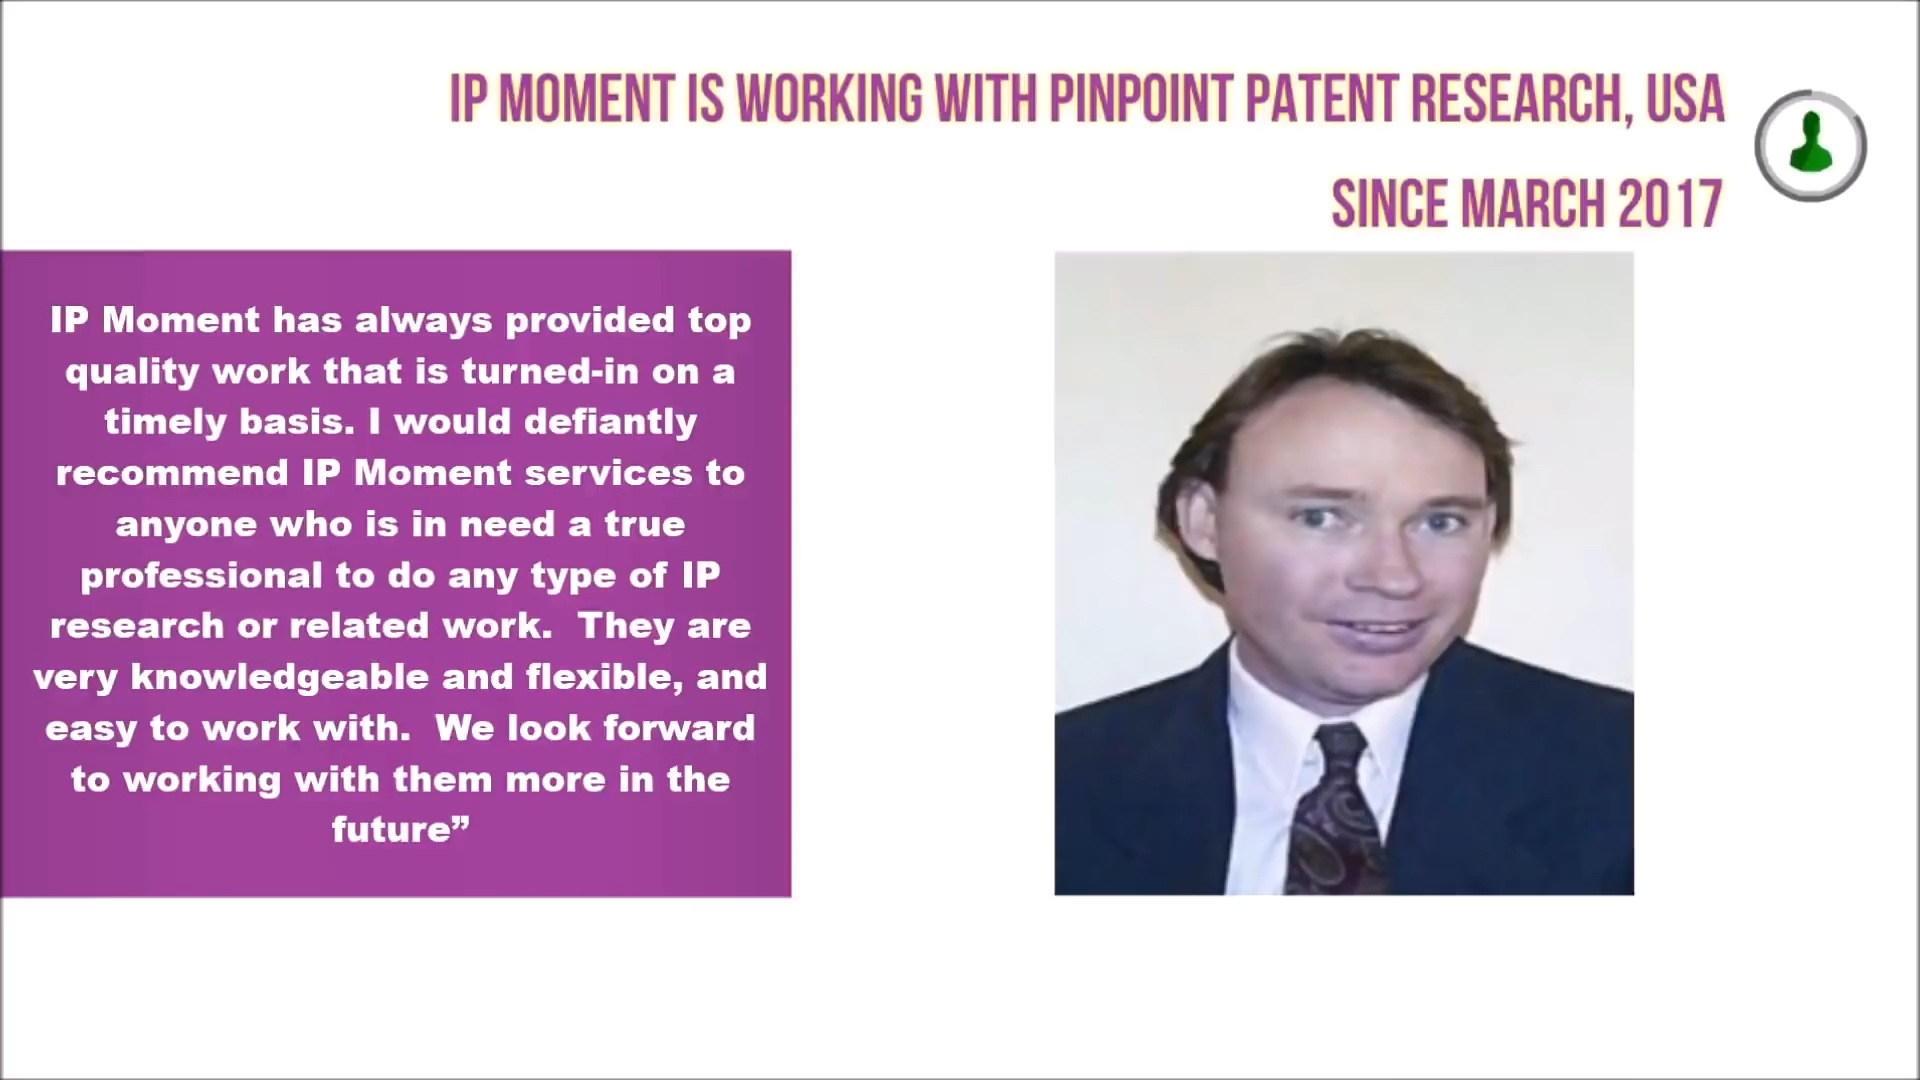 IP MOMENT IS WORKING WITH PINPOINT PATENT RESEARCH, USA
SINCE MARCH 2017
IP Moment has always provided top
quality work that is turned-in on a
timely basis. I would defiantly
recommend IP Moment services to
anyone who is in need a true
professional to do any type of IP
research or related work.  They are
very knowledgeable and flexible, and
easy to work with.  We look forward
to working with them more in the
future”